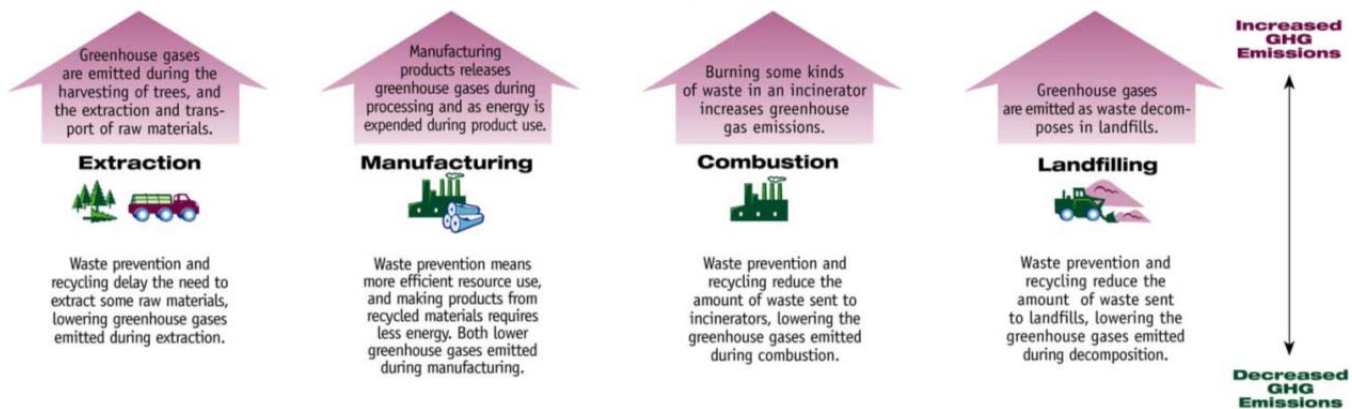 Greenhouse gases
are emitted during the
harvesting of trees, and
the extraction and trans-
port of raw materials.
Extraction
Waste prevention and
recycling delay the need to
extract some raw materials,
lowering greenhouse gases
emitted during extraction.
Manufacturing
products releases
greenhouse gases during
processing and as energy is
expended during product use.
Manufacturing
Waste prevention means
more efficient resource use,
and making products from
recycled materials requires
less energy. Both lower
greenhouse gases emitted
during manufacturing.
Burning some kinds
of waste in an incinerator
increases greenhouse
gas emissions.
Combustion
Waste prevention and
recycling reduce the
amount of waste sent to
incinerators, lowering the
greenhouse gases emitted
during combustion.
Greenhouse gases
are emitted as waste decom-
poses in landfills.
Landfilling
Waste prevention and
recycling reduce the
amount of waste sent
to landfills, lowering the
greenhouse gases emitted
during decomposition.
Increased
GHG
Emissions
Decreased
GHG
Emissions